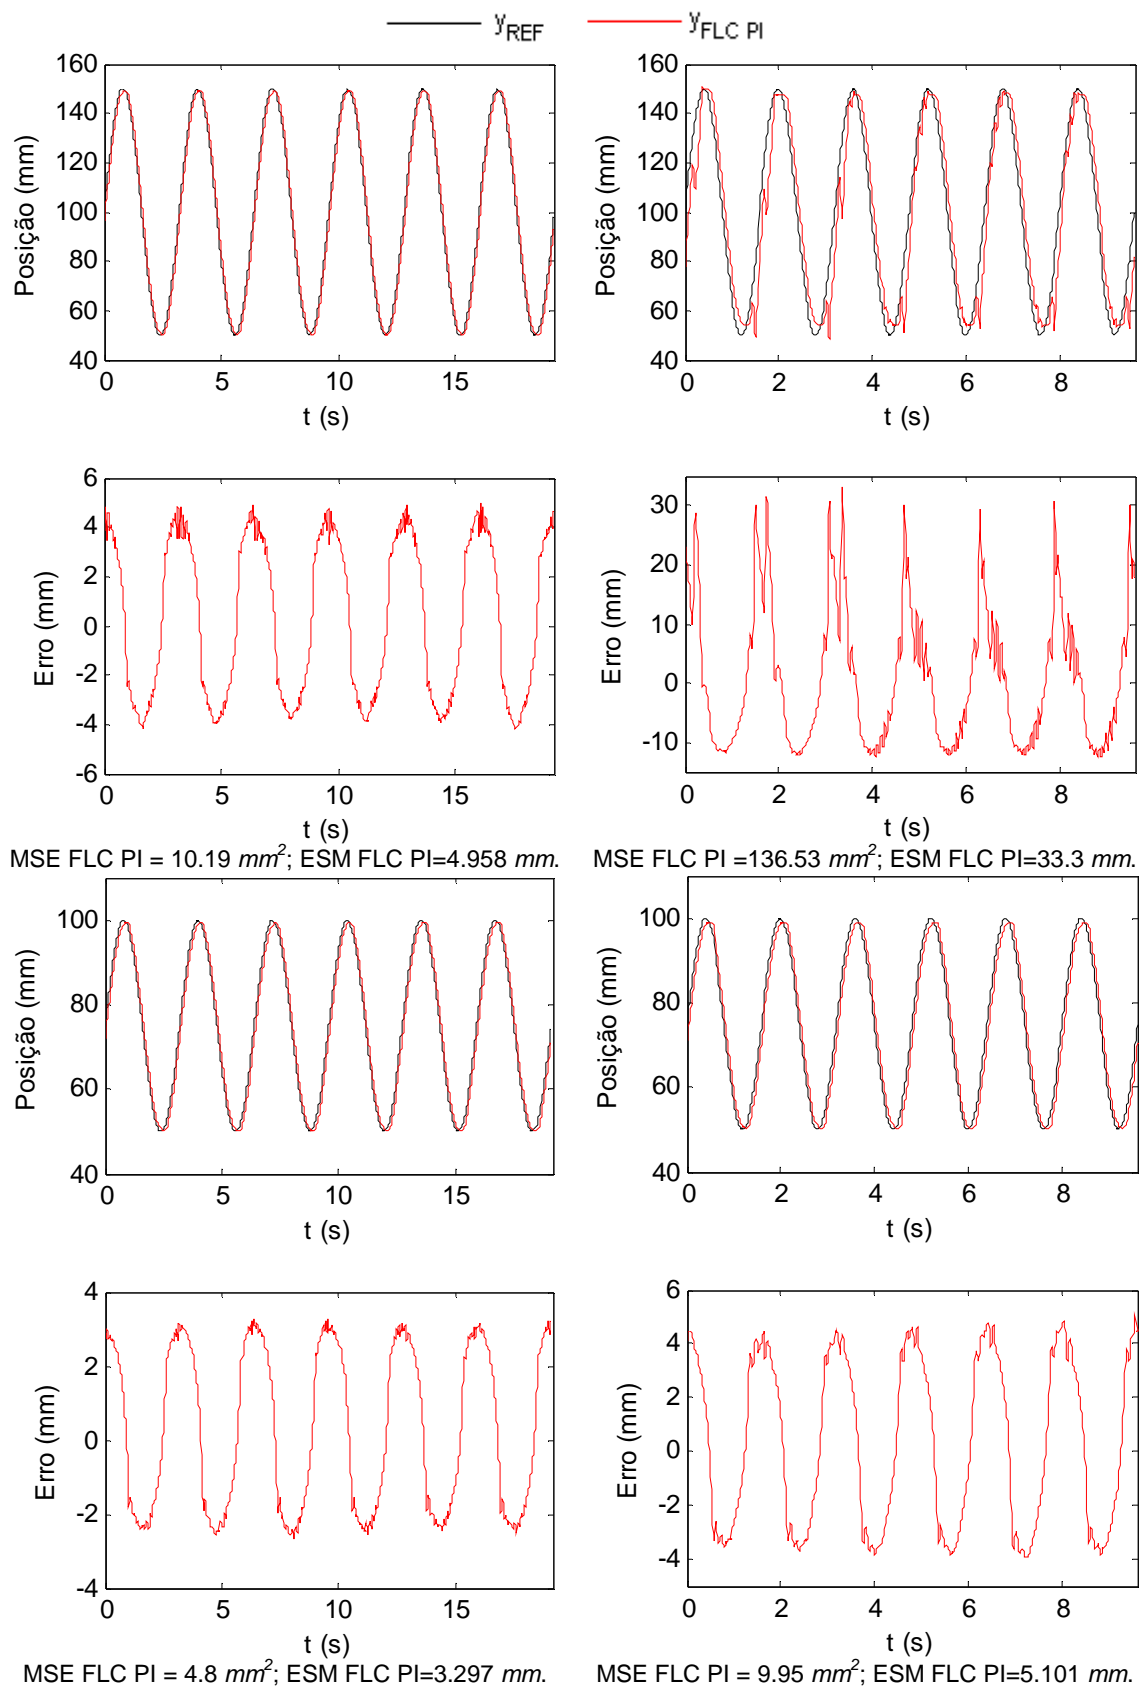 yREF yFLC PI
160
140
120
100
80
60
40
Posição (mm)
0 5 10 15
t (s)
160
140
120
100
80
60
40
Posição (mm)
0 2 4 6 8
t (s)
6
4
2
0
-2
-4
-6
Erro (mm)
0 5 10 15
t (s)
30
20
10
0
-10
Erro (mm)
0 2 4 6 8
t (s)
MSE FLC PI = 10.19 mm²; ESM FLC PI=4.958 mm.
MSE FLC PI =136.53 mm²; ESM FLC PI=33.3 mm.
100
80
60
40
Posição (mm)
0 5 10 15
t (s)
100
80
60
40
Posição (mm)
0 2 4 6 8
t (s)
4
2
0
-2
-4
Erro (mm)
0 5 10 15
t (s)
6
4
2
0
-2
-4
Erro (mm)
0 2 4 6 8
t (s)
MSE FLC PI = 4.8 mm²; ESM FLC PI=3.297 mm.
MSE FLC PI = 9.95 mm²; ESM FLC PI=5.101 mm.